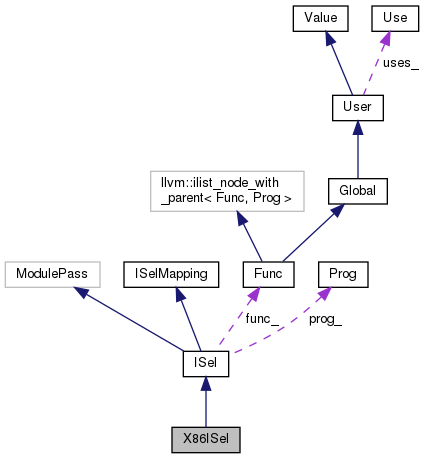 Value
Use
uses_
User
llvm::ilist_node_with
_parent< Func, Prog >
Global
ModulePass
ISelMapping
Func
Prog
func_
prog_
ISel
X86ISel